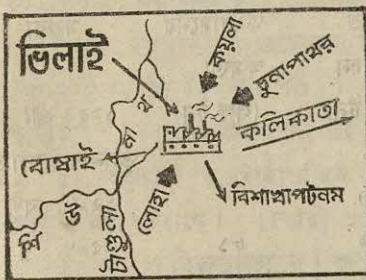 ভিলাই
কয়লা
চুনাপাথর
কলিকাতা
বোম্বাই
লোহা
বিশাখাপটনম
টাণ্ডুলা